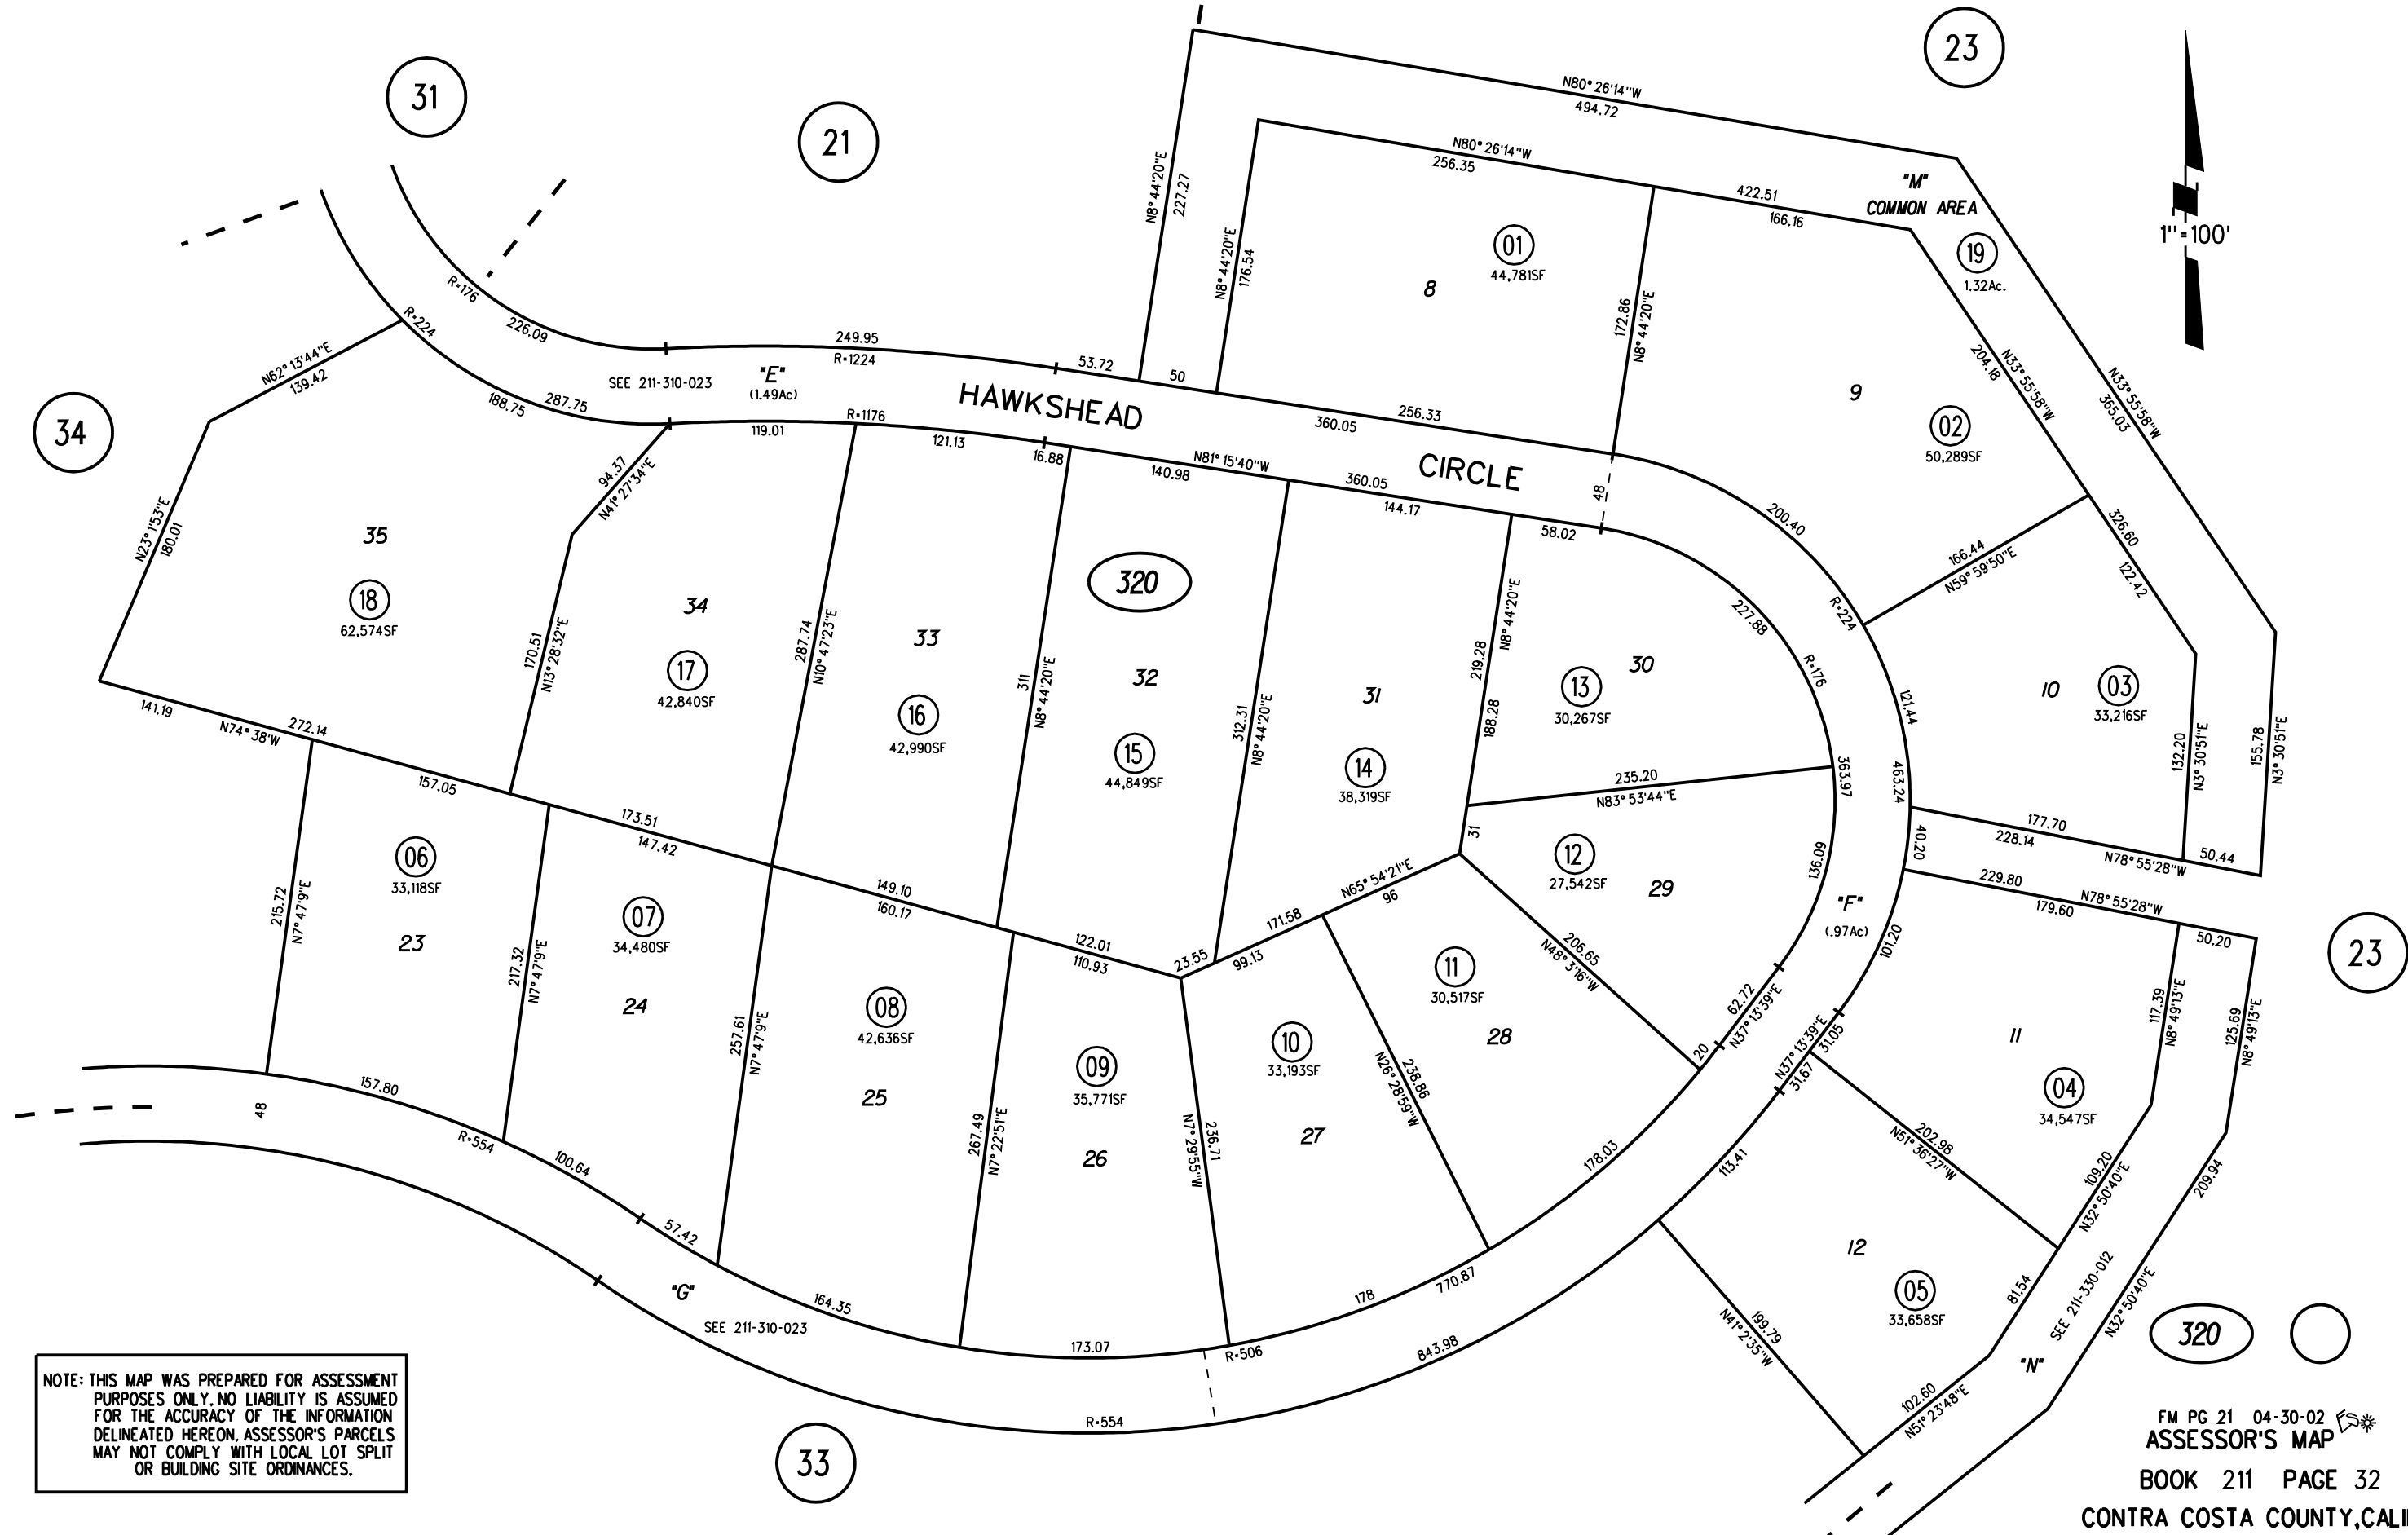 31
21
23
N80°26'14"W
494.72
N80°26'14"W
256.35
422.51
166.16
"M"
COMMON AREA
19
1.32Ac.
1"=100'
N8°44'20"E
227.27
N8°44'20"E
176.54
01
44,781SF
8
172.86
N8°44'20"E
9
02
50,289SF
204.18
N33°55'58"W
N33°55'58"W
365.03
R=176
226.09
R=224
249.95
R=1224
53.72
50
256.33
360.05
"E"
(1.49Ac)
SEE 211-310-023
HAWKSHEAD
CIRCLE
N62°13'44"E
139.42
188.75
287.75
34
R=1176
119.01
121.13
16.88
N81°15'40"W
140.98
360.05
144.17
48
58.02
200.40
94.37
N41°27'34"E
N23°1'53"E
180.01
35
18
62,574SF
170.51
N13°28'32"E
34
17
42,840SF
287.74
N10°47'23"E
33
16
42,990SF
311
N8°44'20"E
320
32
15
44,849SF
312.31
N8°44'20"E
31
14
38,319SF
219.28
N8°44'20"E
188.28
30
13
30,267SF
227.88
R=176
R=224
166.44
N59°59'50"E
326.60
122.42
10
03
33,216SF
121.44
132.20
N3°30'51"E
155.78
N3°30'51"E
235.20
N83°53'44"E
363.97
463.24
40.20
177.70
228.14
N78°55'28"W
50.44
229.80
N78°55'28"W
179.60
50.20
141.19
272.14
N74°38'W
157.05
173.51
147.42
149.10
160.17
122.01
110.93
23.55
99.13
171.58
N65°54'21"E
96
31
12
27,542SF
29
136.09
"F"
(.97Ac)
101.20
23
06
33,118SF
23
215.72
N7°47'9"E
07
34,480SF
24
217.32
N7°47'9"E
08
42,636SF
25
257.61
N7°47'9"E
09
35,771SF
26
267.49
N7°22'51"E
10
33,193SF
27
N7°29'55"W
236.71
11
30,517SF
28
238.86
N26°28'59"W
206.65
N48°3'16"W
62.72
N37°13'39"E
20
N37°13'39"E
31.05
31.67
11
04
34,547SF
117.39
N8°49'13"E
125.69
N8°49'13"E
202.98
N51°36'27"W
109.20
N32°50'40"E
209.94
48
157.80
R=554
100.64
57.42
"G"
SEE 211-310-023
164.35
173.07
R=506
178
770.87
178.03
113.41
843.98
R=554
12
05
33,658SF
81.54
SEE 211-330-012
N32°50'40"E
199.79
N41°2'35"W
102.60
N51°23'48"E
"N"
33
320
NOTE: THIS MAP WAS PREPARED FOR ASSESSMENT
PURPOSES ONLY. NO LIABILITY IS ASSUMED
FOR THE ACCURACY OF THE INFORMATION
DELINEATED HEREON. ASSESSOR'S PARCELS
MAY NOT COMPLY WITH LOCAL LOT SPLIT
OR BUILDING SITE ORDINANCES.
FM PG 21 04-30-02
ASSESSOR'S MAP
BOOK 211 PAGE 32
CONTRA COSTA COUNTY,CALI